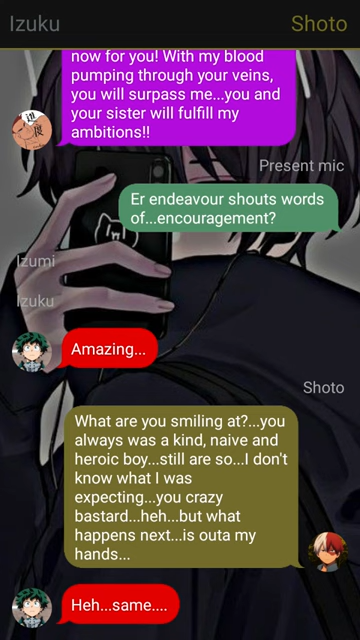 Izuku
Shoto
now for you! With my blood
pumping through your veins,
you will surpass me...you and
your sister will fulfill my
ambitions!!
Present mic
Er endeavour shouts words
of...encouragement?
Izumi
Izuku
Amazing...
Shoto
What are you smiling at?...you
always was a kind, naive and
heroic boy...still are so...I don't
know what I was
expecting...you crazy
bastard...heh...but what
happens next...is outa my
hands...
Heh...same....